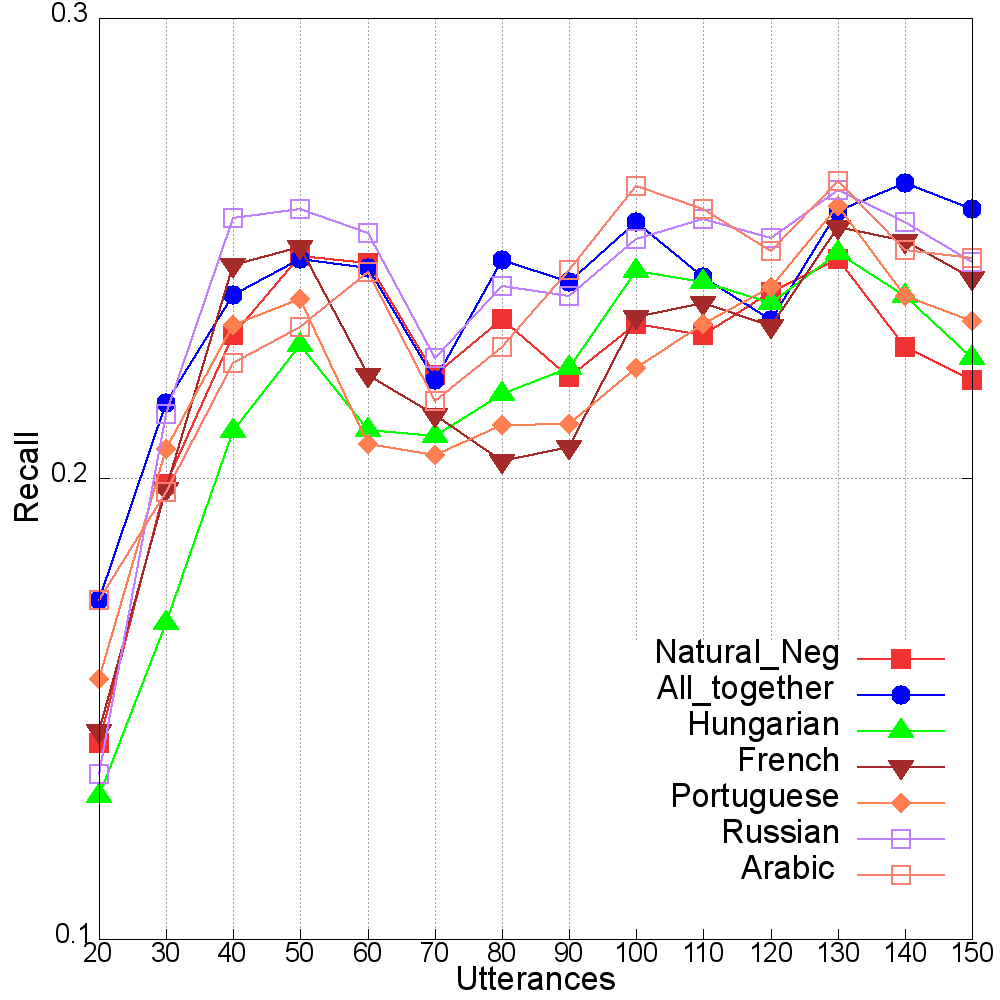 0.3
0.2
0.1
Recall
Natural_Neg
All_together
Hungarian
French
Portuguese
Russian
Arabic
20 30 40 50 60 70 80 90 100 110 120 130 140 150
Utterances